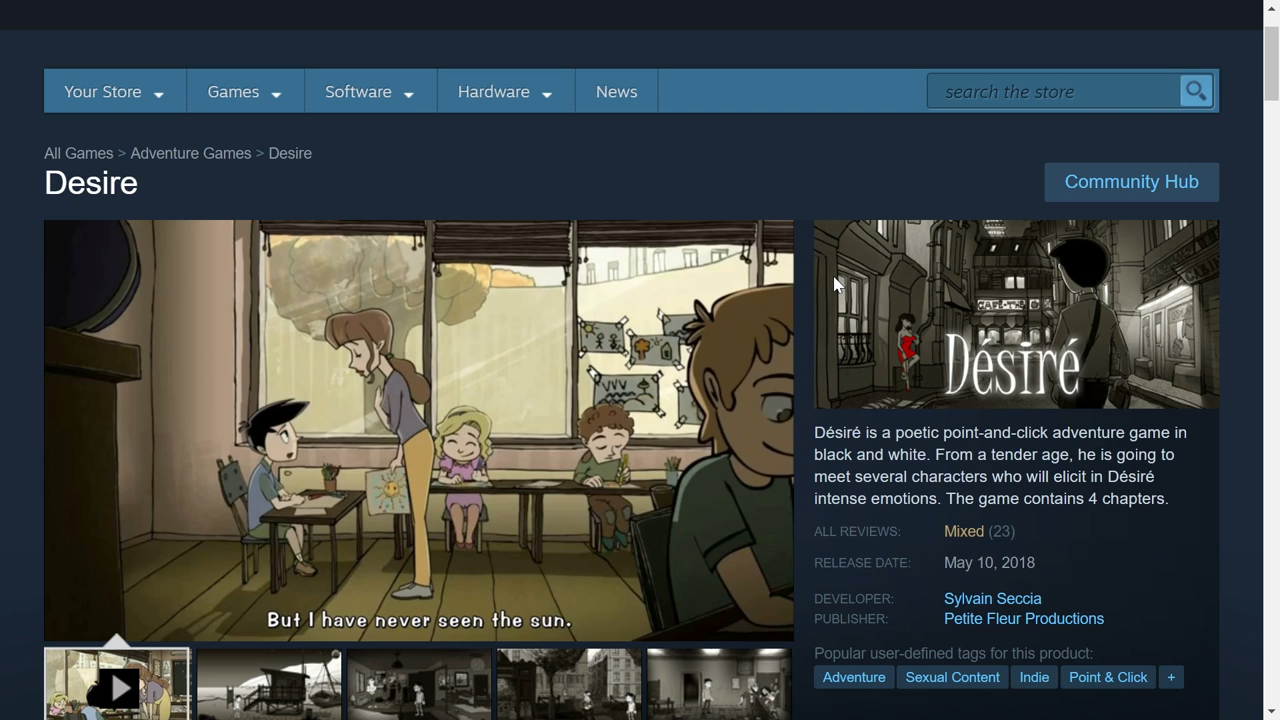 Your Store Games Software Hardware News search the store
All Games > Adventure Games > Desire
Desire
Community Hub
CAFE-THE
Désiré
Désiré is a poetic point-and-click adventure game in
black and white. From a tender age, he is going to
meet several characters who will elicit in Désiré
intense emotions. The game contains 4 chapters.
ALL REVIEWS: Mixed (23)
RELEASE DATE: May 10, 2018
DEVELOPER: Sylvain Seccia
PUBLISHER: Petite Fleur Productions
Popular user-defined tags for this product:
Adventure Sexual Content Indie Point & Click +
But I have never seen the sun.